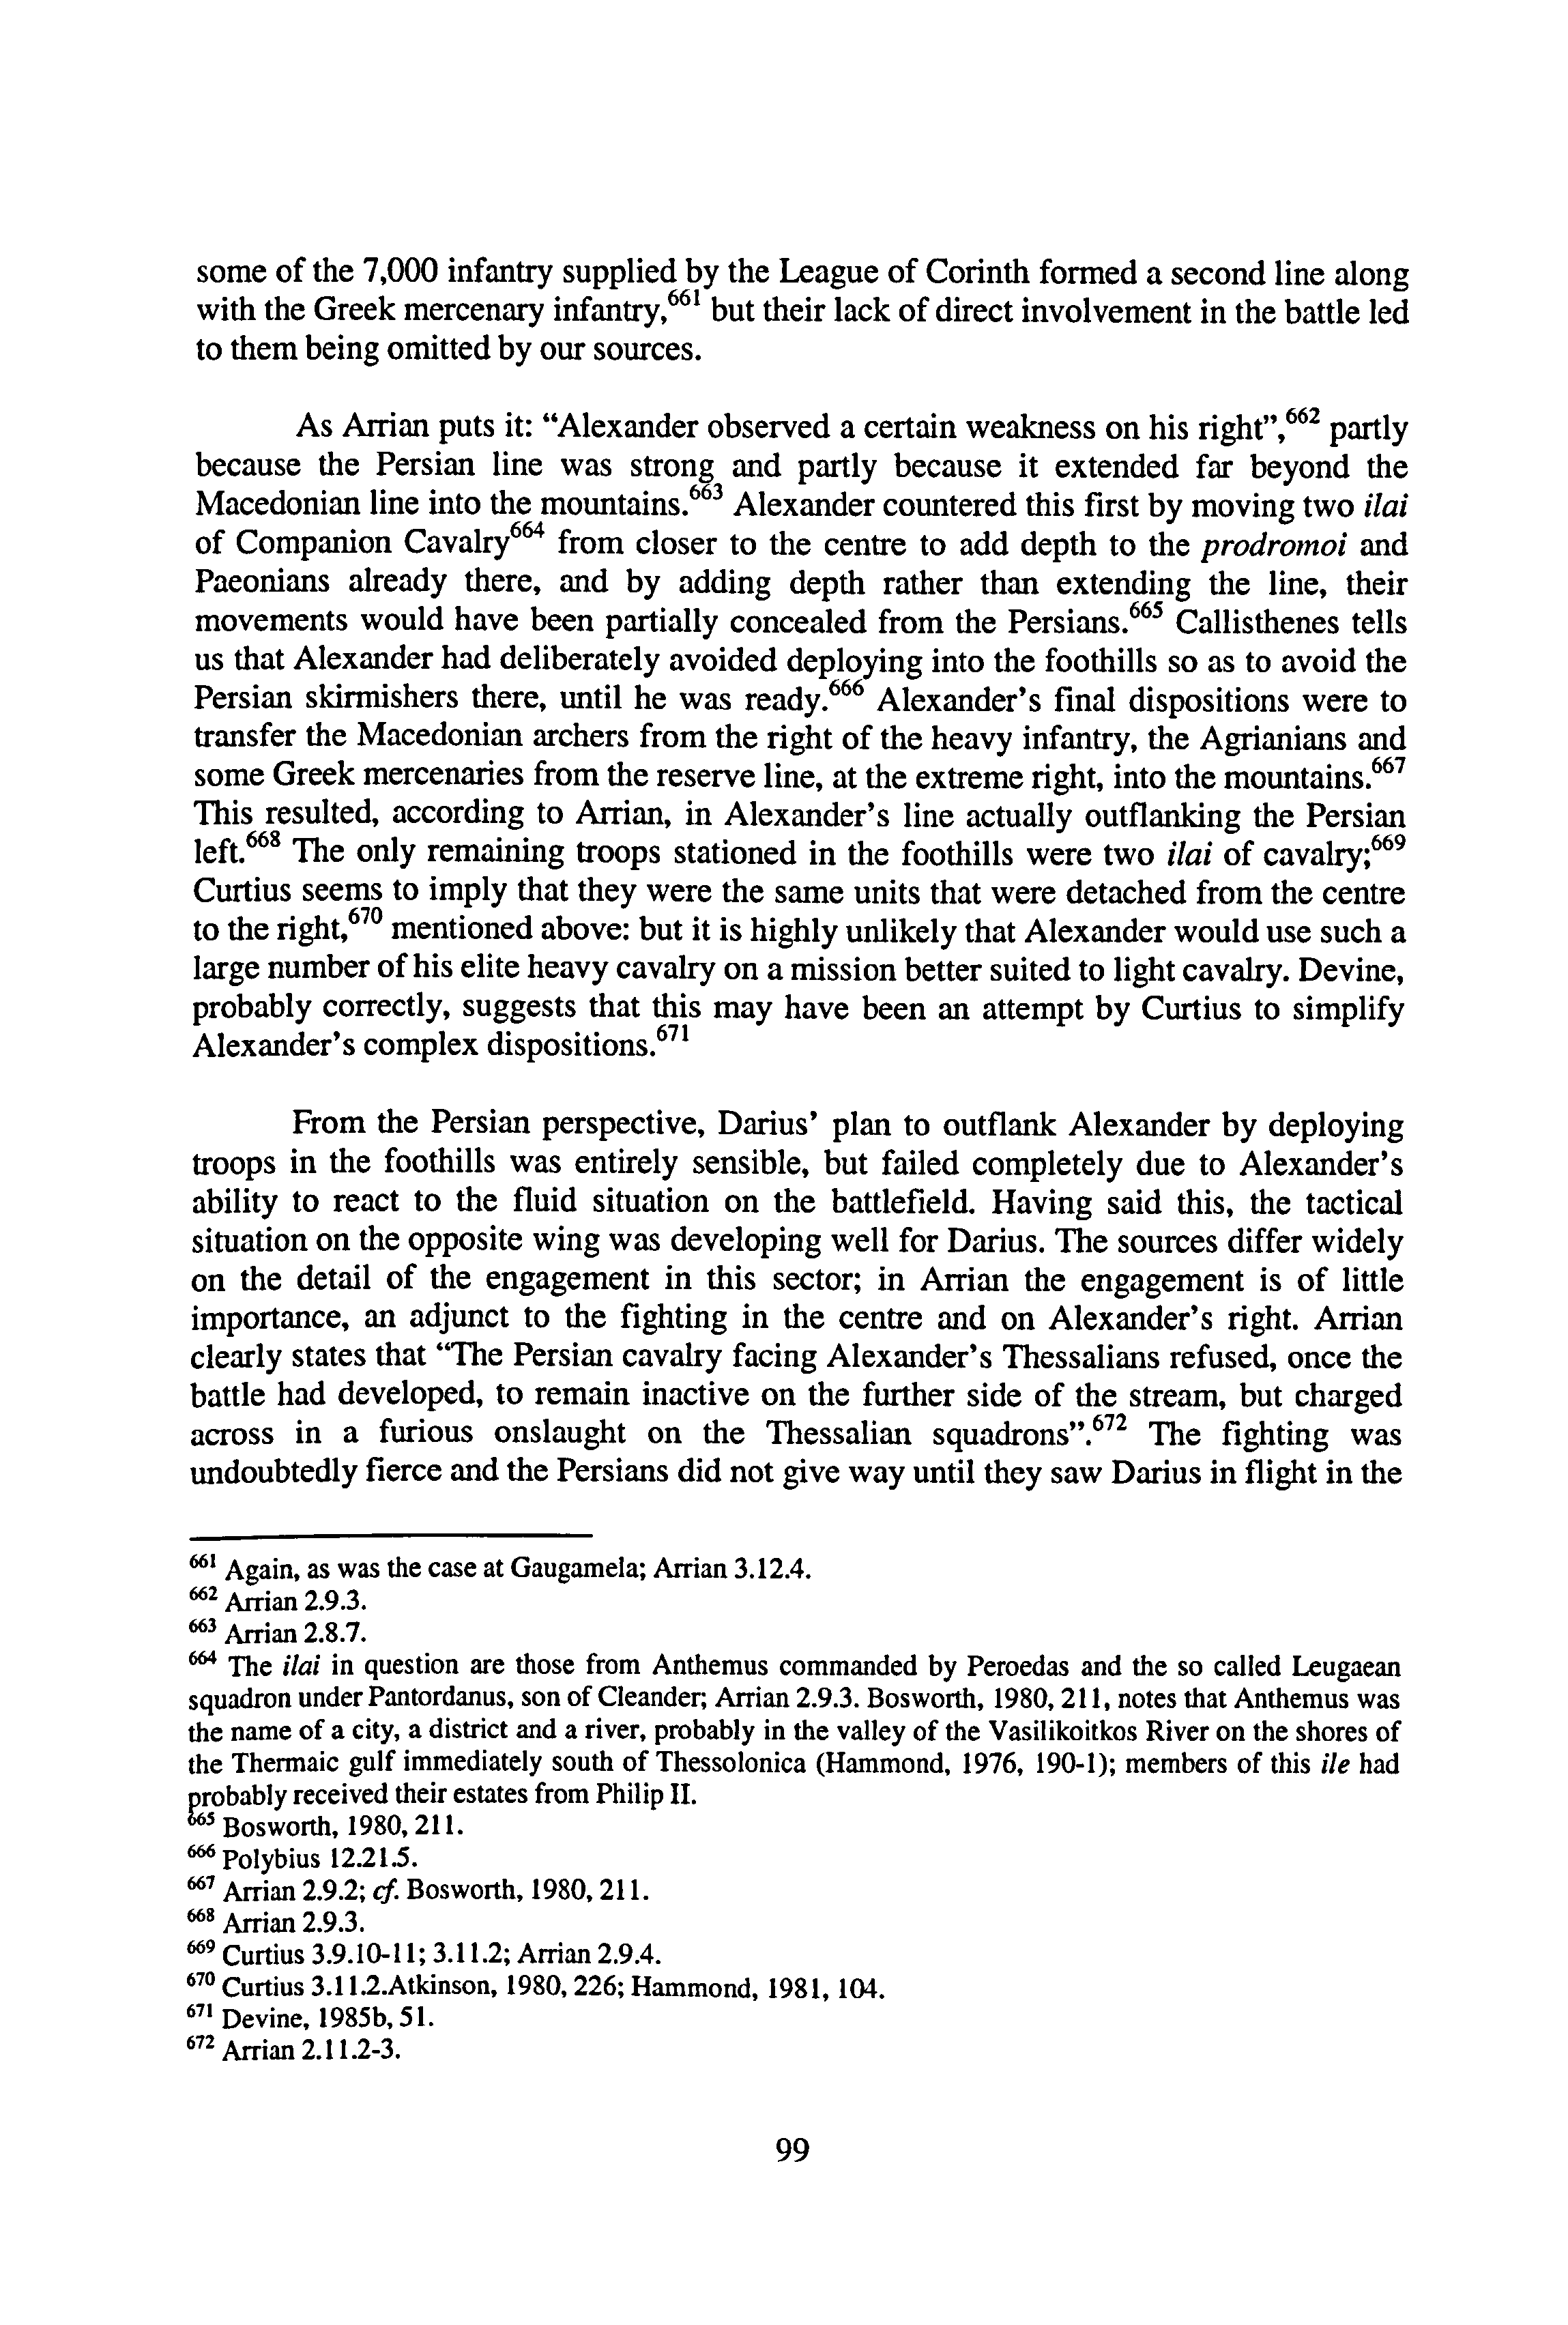 some of the 7,000 infantry supplied by the League of Corinth formed a second line along
with the Greek mercenary infantry,⁶⁶¹ but their lack of direct involvement in the battle led
to them being omitted by our sources.
As Arrian puts it: “Alexander observed a certain weakness on his right”,⁶⁶² partly
because the Persian line was strong and partly because it extended far beyond the
Macedonian line into the mountains.⁶⁶³ Alexander countered this first by moving two ilai
of Companion Cavalry⁶⁶⁴ from closer to the centre to add depth to the prodromoi and
Paeonians already there, and by adding depth rather than extending the line, their
movements would have been partially concealed from the Persians.⁶⁶⁵ Callisthenes tells
us that Alexander had deliberately avoided deploying into the foothills so as to avoid the
Persian skirmishers there, until he was ready.⁶⁶⁶ Alexander’s final dispositions were to
transfer the Macedonian archers from the right of the heavy infantry, the Agrianians and
some Greek mercenaries from the reserve line, at the extreme right, into the mountains.⁶⁶⁷
This resulted, according to Arrian, in Alexander’s line actually outflanking the Persian
left.⁶⁶⁸ The only remaining troops stationed in the foothills were two ilai of cavalry;⁶⁶⁹
Curtius seems to imply that they were the same units that were detached from the centre
to the right,⁶⁷⁰ mentioned above: but it is highly unlikely that Alexander would use such a
large number of his elite heavy cavalry on a mission better suited to light cavalry. Devine,
probably correctly, suggests that this may have been an attempt by Curtius to simplify
Alexander’s complex dispositions.⁶⁷¹
From the Persian perspective, Darius’ plan to outflank Alexander by deploying
troops in the foothills was entirely sensible, but failed completely due to Alexander’s
ability to react to the fluid situation on the battlefield. Having said this, the tactical
situation on the opposite wing was developing well for Darius. The sources differ widely
on the detail of the engagement in this sector; in Arrian the engagement is of little
importance, an adjunct to the fighting in the centre and on Alexander’s right. Arrian
clearly states that “The Persian cavalry facing Alexander’s Thessalians refused, once the
battle had developed, to remain inactive on the further side of the stream, but charged
across in a furious onslaught on the Thessalian squadrons”.⁶⁷² The fighting was
undoubtedly fierce and the Persians did not give way until they saw Darius in flight in the
⁶⁶¹ Again, as was the case at Gaugamela; Arrian 3.12.4.
⁶⁶² Arrian 2.9.3.
⁶⁶³ Arrian 2.8.7.
⁶⁶⁴ The ilai in question are those from Anthemus commanded by Peroedas and the so called Leugaean
squadron under Pantordanus, son of Cleander; Arrian 2.9.3. Bosworth, 1980, 211, notes that Anthemus was
the name of a city, a district and a river, probably in the valley of the Vasilikoitkos River on the shores of
the Thermaic gulf immediately south of Thessolonica (Hammond, 1976, 190-1); members of this ile had
probably received their estates from Philip II.
⁶⁶⁵ Bosworth, 1980, 211.
⁶⁶⁶ Polybius 12.21.5.
⁶⁶⁷ Arrian 2.9.2; cf. Bosworth, 1980, 211.
⁶⁶⁸ Arrian 2.9.3.
⁶⁶⁹ Curtius 3.9.10-11; 3.11.2; Arrian 2.9.4.
⁶⁷⁰ Curtius 3.11.2.Atkinson, 1980, 226; Hammond, 1981, 104.
⁶⁷¹ Devine, 1985b, 51.
⁶⁷² Arrian 2.11.2-3.
99